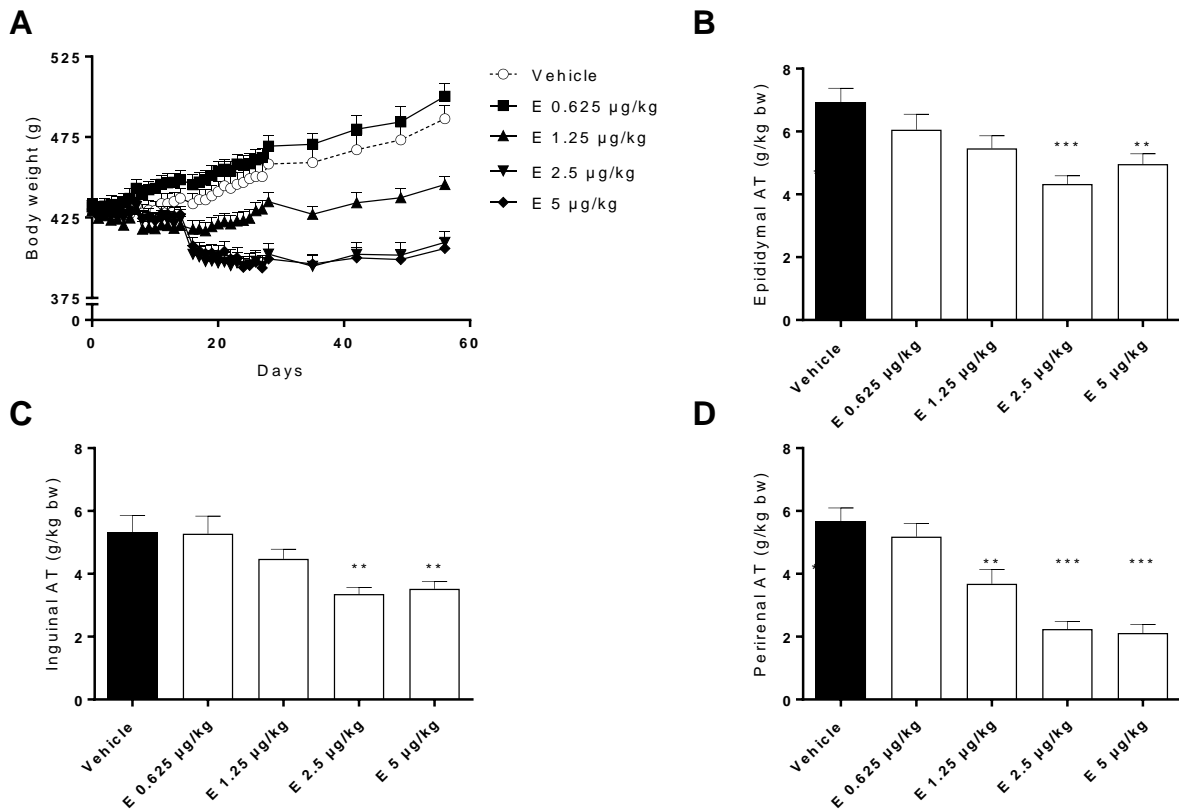 A
525
475
425
375
0
Body weight (g)
0 20 40 60
Days
Vehicle
E 0.625 µg/kg
E 1.25 µg/kg
E 2.5 µg/kg
E 5 µg/kg
B
8
6
4
2
0
Epididymal AT (g/kg bw)
*** **
Vehicle
E 0.625 µg/kg
E 1.25 µg/kg
E 2.5 µg/kg
E 5 µg/kg
C
8
6
4
2
0
Inguinal AT (g/kg bw)
** **
Vehicle
E 0.625 µg/kg
E 1.25 µg/kg
E 2.5 µg/kg
E 5 µg/kg
D
8
6
4
2
0
Perirenal AT (g/kg bw)
** *** ***
Vehicle
E 0.625 µg/kg
E 1.25 µg/kg
E 2.5 µg/kg
E 5 µg/kg